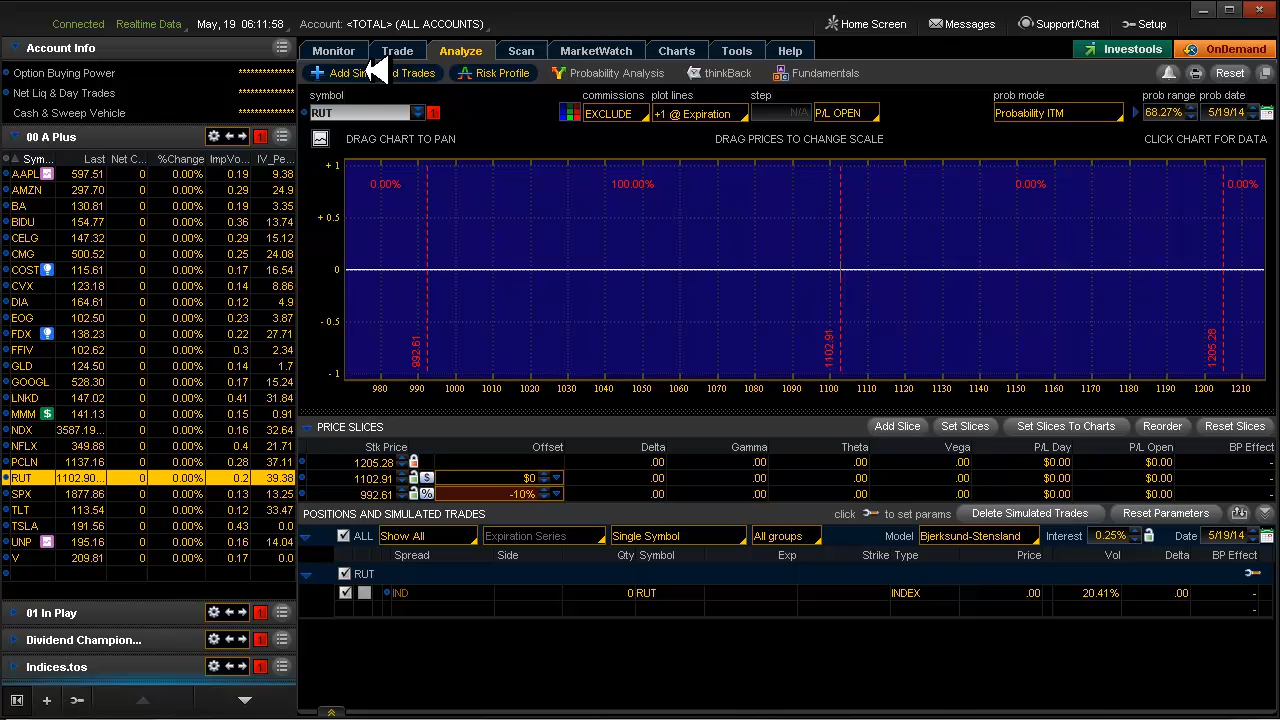 Connected Realtime Data May, 19 06:11:58 Account: <TOTAL> (ALL ACCOUNTS) Home Screen Messages Support/Chat Setup
Account Info
Option Buying Power **************
Net Liq & Day Trades **************
Cash & Sweep Vehicle **************
00 A Plus 1
Sym... Last Net C... %Change ImpVo... IV_Pe...
AAPL 597.51 0 0.00% 0.19 9.38
AMZN 297.70 0 0.00% 0.29 24.9
BA 130.81 0 0.00% 0.19 3.35
BIDU 154.77 0 0.00% 0.36 13.74
CELG 147.32 0 0.00% 0.29 15.12
CMG 500.52 0 0.00% 0.25 24.08
COST 115.61 0 0.00% 0.17 16.54
CVX 123.18 0 0.00% 0.14 8.86
DIA 164.61 0 0.00% 0.12 4.9
EOG 102.50 0 0.00% 0.23 3.87
FDX 138.23 0 0.00% 0.22 27.71
FFIV 102.62 0 0.00% 0.3 2.34
GLD 124.50 0 0.00% 0.14 1.7
GOOGL 528.30 0 0.00% 0.17 15.24
LNKD 147.02 0 0.00% 0.41 31.84
MMM $ 141.13 0 0.00% 0.15 0.91
NDX 3587.19... 0 0.00% 0.16 32.64
NFLX 349.88 0 0.00% 0.4 21.71
PCLN 1137.16 0 0.00% 0.28 37.11
RUT 1102.90... 0 0.00% 0.2 39.38
SPX 1877.86 0 0.00% 0.13 13.25
TLT 113.54 0 0.00% 0.12 33.47
TSLA 191.56 0 0.00% 0.43 0.0
UNP 195.16 0 0.00% 0.16 14.04
V 209.81 0 0.00% 0.17 15.6
01 In Play 1
Dividend Champion... 1
Indices.tos 1
Monitor Trade Analyze Scan MarketWatch Charts Tools Help Investools OnDemand
Add Sim d Trades Risk Profile Probability Analysis thinkBack Fundamentals Reset
symbol commissions plot lines step prob mode prob range prob date
RUT 1 EXCLUDE +1 @ Expiration N/A P/L OPEN Probability ITM 68.27% 5/19/14
DRAG CHART TO PAN DRAG PRICES TO CHANGE SCALE CLICK CHART FOR DATA
+ 1
0.00% 100.00% 0.00% 0.00%
+ 0.5
0
- 0.5
992.61 1102.91 1205.28
- 1
980 990 1000 1010 1020 1030 1040 1050 1060 1070 1080 1090 1100 1110 1120 1130 1140 1150 1160 1170 1180 1190 1200 1210
PRICE SLICES Add Slice Set Slices Set Slices To Charts Reorder Reset Slices
Stk Price Offset Delta Gamma Theta Vega P/L Day P/L Open BP Effect
1205.28 .00 .00 .00 .00 $0.00 $0.00 -
1102.91 $ $0 .00 .00 .00 .00 $0.00 $0.00 -
992.61 % -10% .00 .00 .00 .00 $0.00 $0.00 -
POSITIONS AND SIMULATED TRADES click to set params Delete Simulated Trades Reset Parameters
ALL Show All Expiration Series Single Symbol All groups Model Bjerksund-Stensland Interest 0.25% Date 5/19/14
Spread Side Qty Symbol Exp Strike Type Price Vol Delta BP Effect
RUT -
IND 0 RUT INDEX .00 20.41% .00 -
-